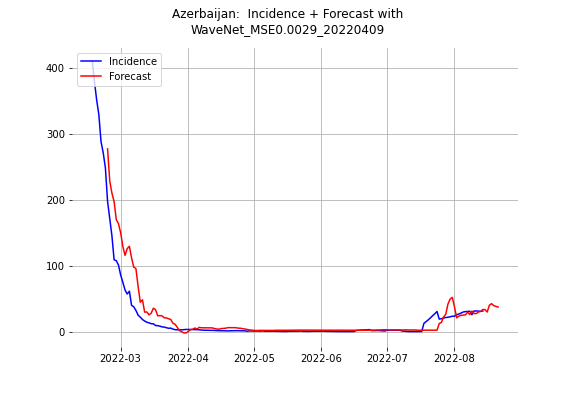 Azerbaijan:  Incidence + Forecast with
WaveNet_MSE0.0029_20220409
Incidence
Forecast
400
300
200
100
0
2022-03
2022-04
2022-05
2022-06
2022-07
2022-08